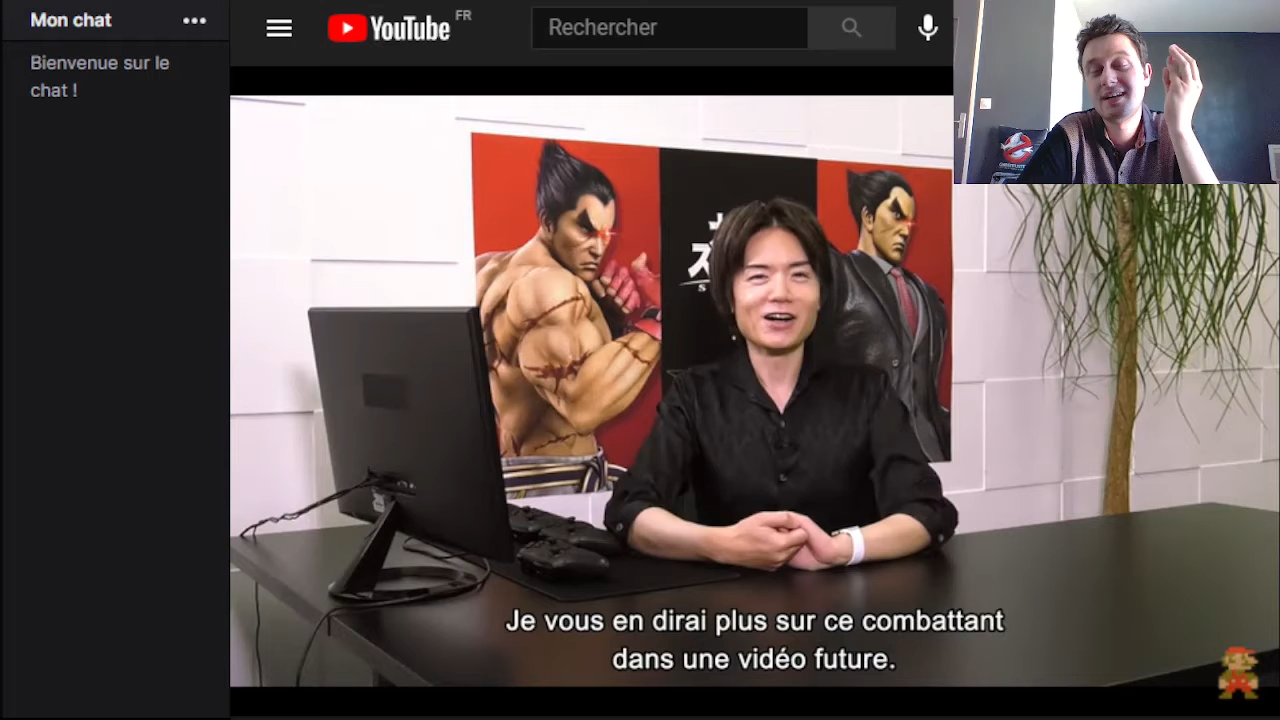 Mon chat
Bienvenue sur le
chat !
YouTube FR
Rechercher
Je vous en dirai plus sur ce combattant
dans une vidéo future.